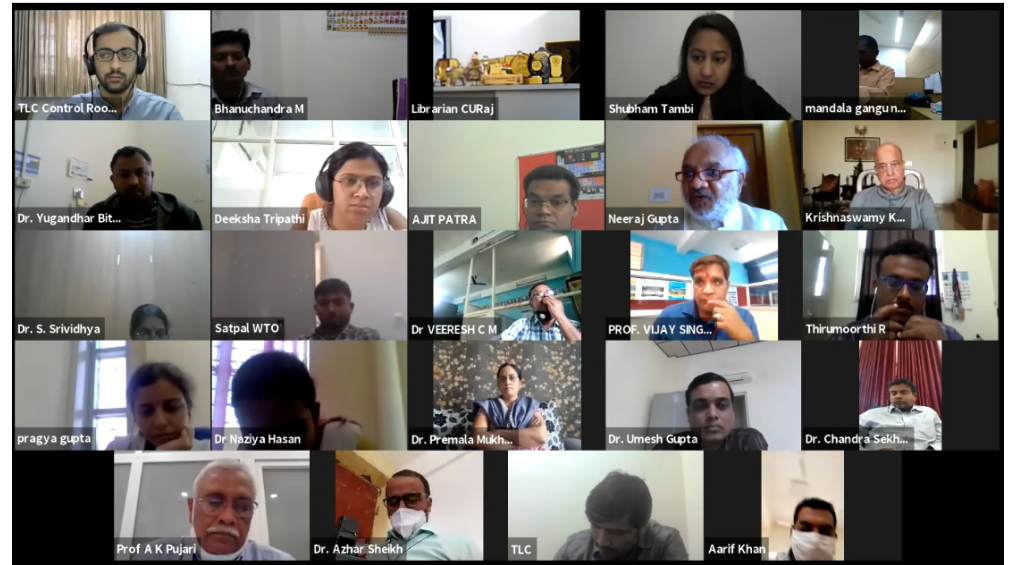 TLC Control Roo...
Bhanuchandra M
Librarian CURaj
Shubham Tambi
mandala gangu n...
Dr. Yugandhar Bit...
Deeksha Tripathi
AJIT PATRA
Neeraj Gupta
Krishnaswamy K...
Dr. S. Srividhya
Satpal WTO
Dr VEERESH C M
PROF. VIJAY SING...
Thirumoorthi R
pragya gupta
Dr Naziya Hasan
Dr. Premala Mukh...
Dr. Umesh Gupta
Dr. Chandra Sekh...
Prof A K Pujari
Dr. Azhar Sheikh
TLC
Aarif Khan